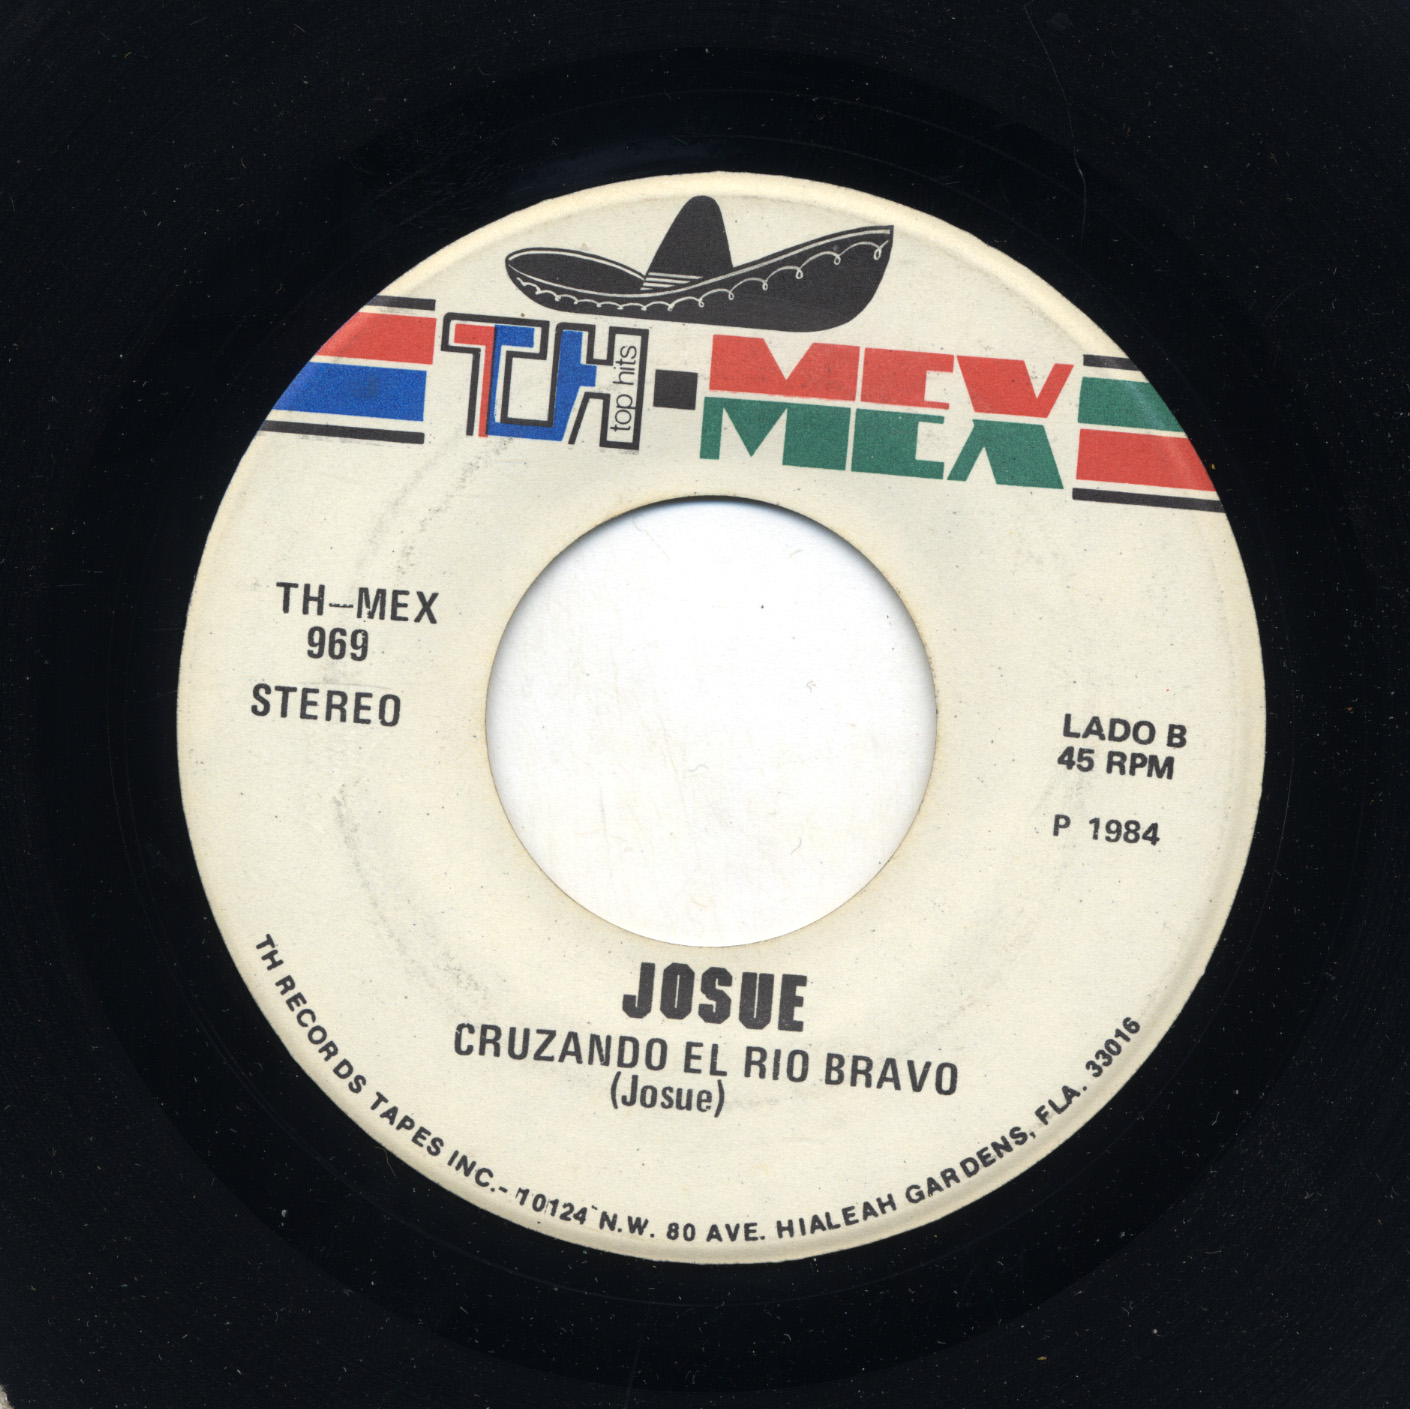 TH top hits-MEX
TH-MEX
969
STEREO
LADO B
45 RPM
P 1984
JOSUE
CRUZANDO EL RIO BRAVO
(Josue)
TH RECORDS TAPES INC.- 10124 N.W. 80 AVE. HIALEAH GARDENS, FLA. 33016